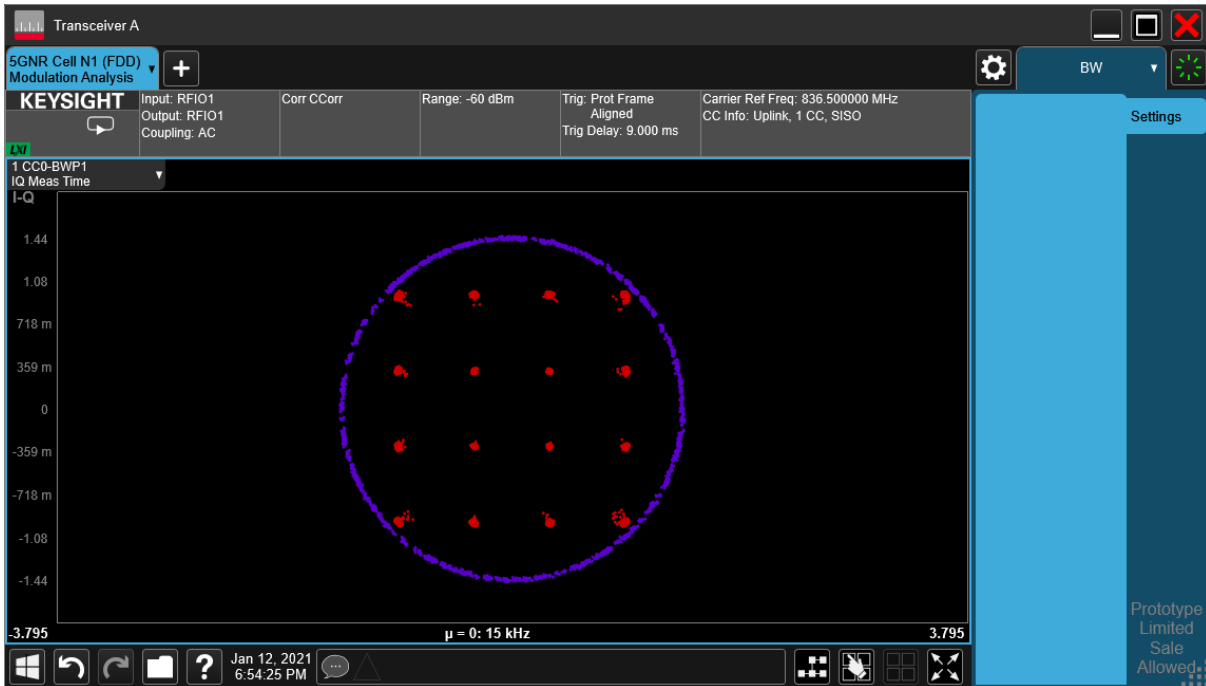 Transceiver A
5GNR Cell N1 (FDD)
Modulation Analysis
BW
KEYSIGHT
LXI
Input: RFIO1
Output: RFIO1
Coupling: AC
Corr CCorr
Range: -60 dBm
Trig: Prot Frame
Aligned
Trig Delay: 9.000 ms
Carrier Ref Freq: 836.500000 MHz
CC Info: Uplink, 1 CC, SISO
Settings
1 CC0-BWP1
IQ Meas Time
I-Q
1.44
1.08
718 m
359 m
0
-359 m
-718 m
-1.08
-1.44
-3.795
µ = 0: 15 kHz
3.795
Prototype
Limited
Sale
Allowed
?
Jan 12, 2021
6:54:25 PM